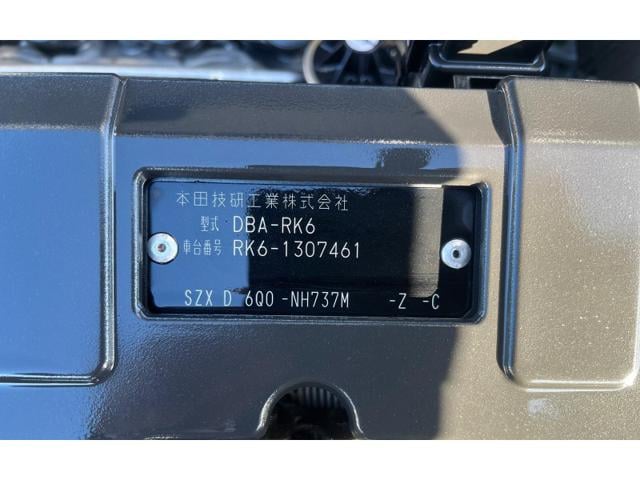 本田技研工業株式会社
型式 DBA-RK6
車台番号 RK6-1307461
SZX D 6Q0 -NH737M -Z -C